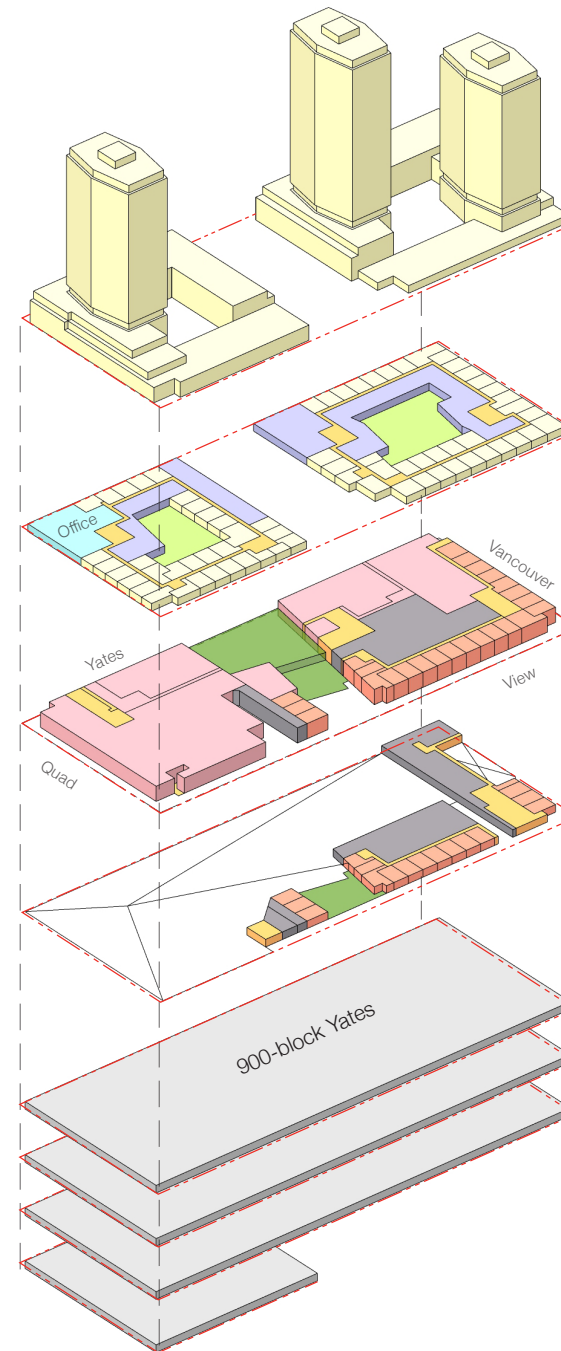 Office
Vancouver
Yates
View
Quad
900-block Yates